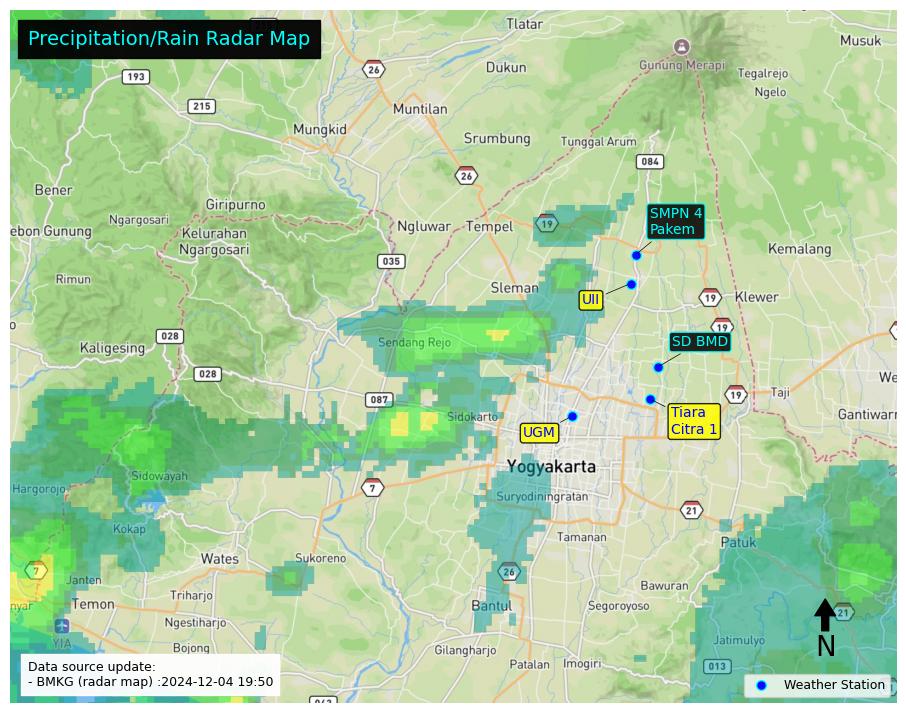 Precipitation/Rain Radar Map
Tlatar
Musuk
26
Dukun
Gunung Merapi
Tegalrejo
193
Ngelo
215
Muntilan
Mungkid
Srumbung
Tunggal Arum
084
26
Bener
Giripurno
Ngargosari
SMPN 4
Pakem
ebon Gunung
Kelurahan
Ngargosari
Ngluwar
Tempel
19
Kemalang
035
Rimun
Sleman
UII
19
Klewer
19
028
Kaligesing
Sendang Rejo
SD BMD
028
We
087
19
Taji
Sidokarto
Tiara
Citra 1
Gantiwarn
UGM
Yogyakarta
Sidowayah
Hargorojo
7
Suryodiningratan
21
Kokap
Tamanan
Patuk
Wates
Sukoreno
7
26
Janten
Bawuran
nyar
Temon
Triharjo
Bantul
Segoroyoso
21
Ngestiharjo
YIA
Jatimulyo
N
Bojong
Gilangharjo
Patalan
Imogiri
013
Data source update:
- BMKG (radar map) :2024-12-04 19:50
Weather Station